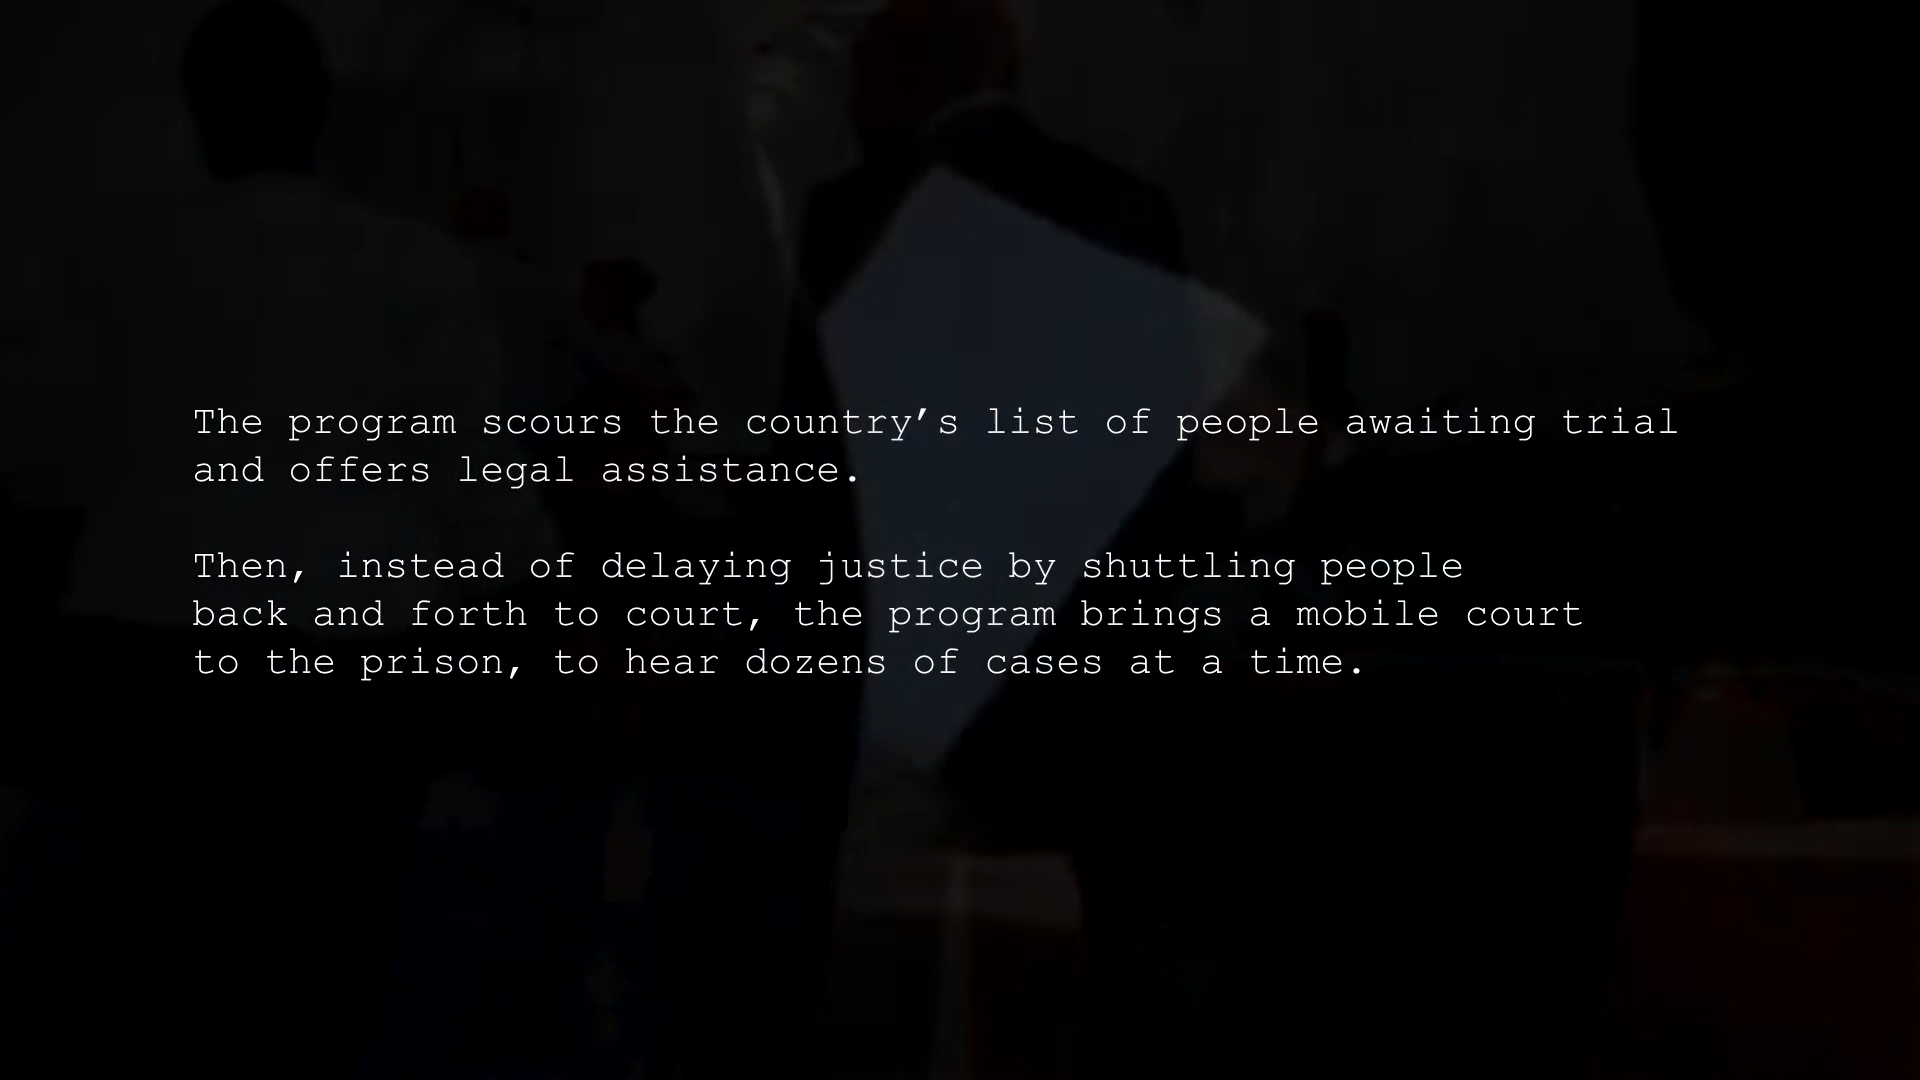 The program scours the country’s list of people awaiting trial
and offers legal assistance.
Then, instead of delaying justice by shuttling people
back and forth to court, the program brings a mobile court
to the prison, to hear dozens of cases at a time.